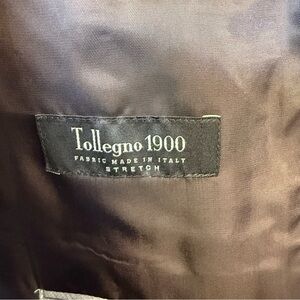 Tollegno 1900
FABRIC MADE IN ITALY
STRETCH